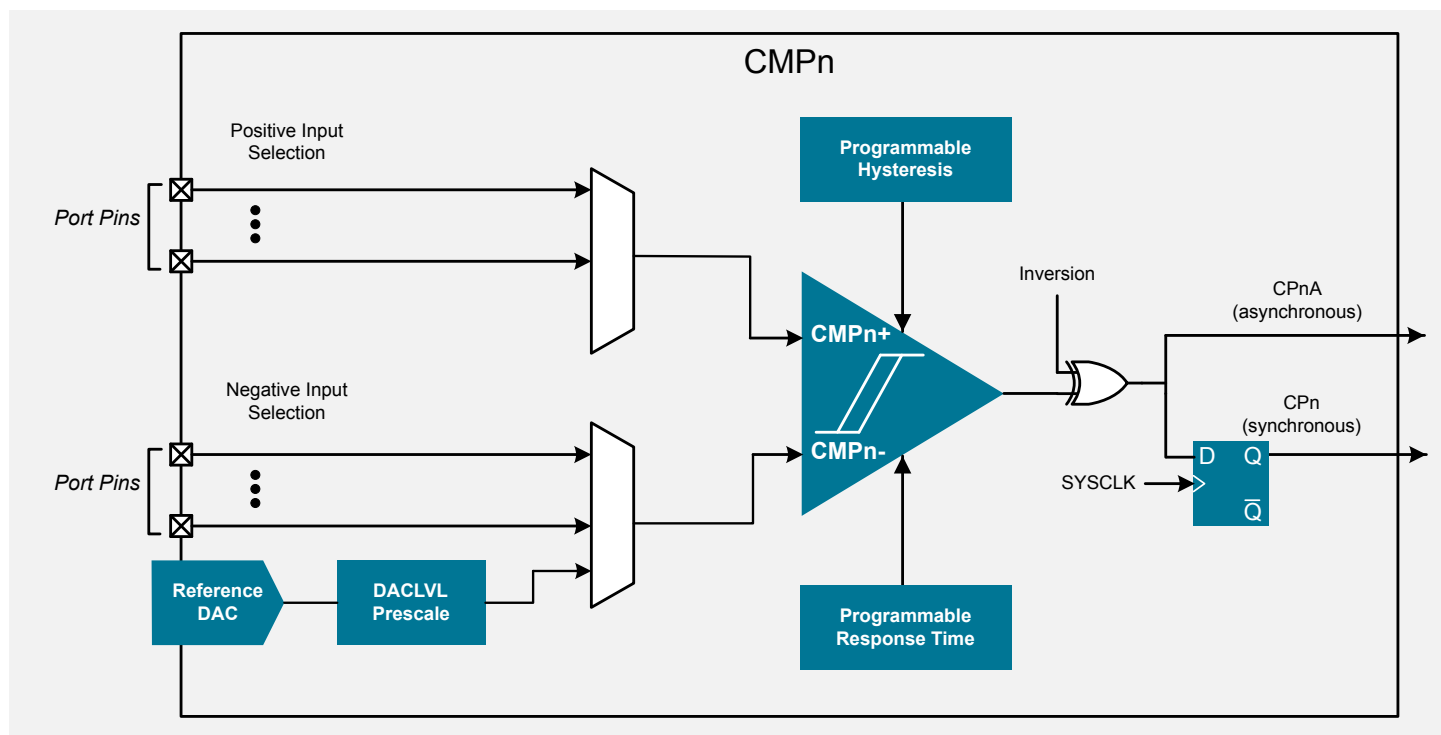 CMPn
Positive Input
Selection
Port Pins
Programmable
Hysteresis
Inversion
CPnA
(asynchronous)
CMPn+
CMPn-
Negative Input
Selection
Port Pins
CPn
(synchronous)
D Q
SYSCLK
Q̅
Reference
DAC
DACLVL
Prescale
Programmable
Response Time